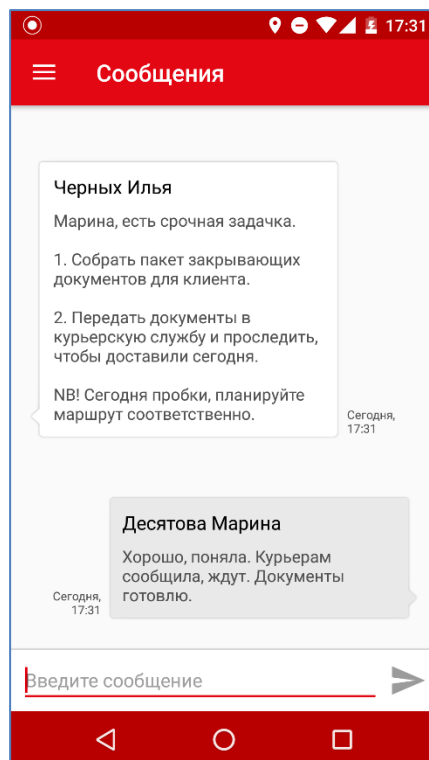 17:31
Сообщения
Черных Илья
Марина, есть срочная задачка.
1. Собрать пакет закрывающих
документов для клиента.
2. Передать документы в
курьерскую службу и проследить,
чтобы доставили сегодня.
NB! Сегодня пробки, планируйте
маршрут соответственно.
Сегодня,
17:31
Десятова Марина
Хорошо, поняла. Курьерам
сообщила, ждут. Документы
готовлю.
Сегодня,
17:31
Введите сообщение